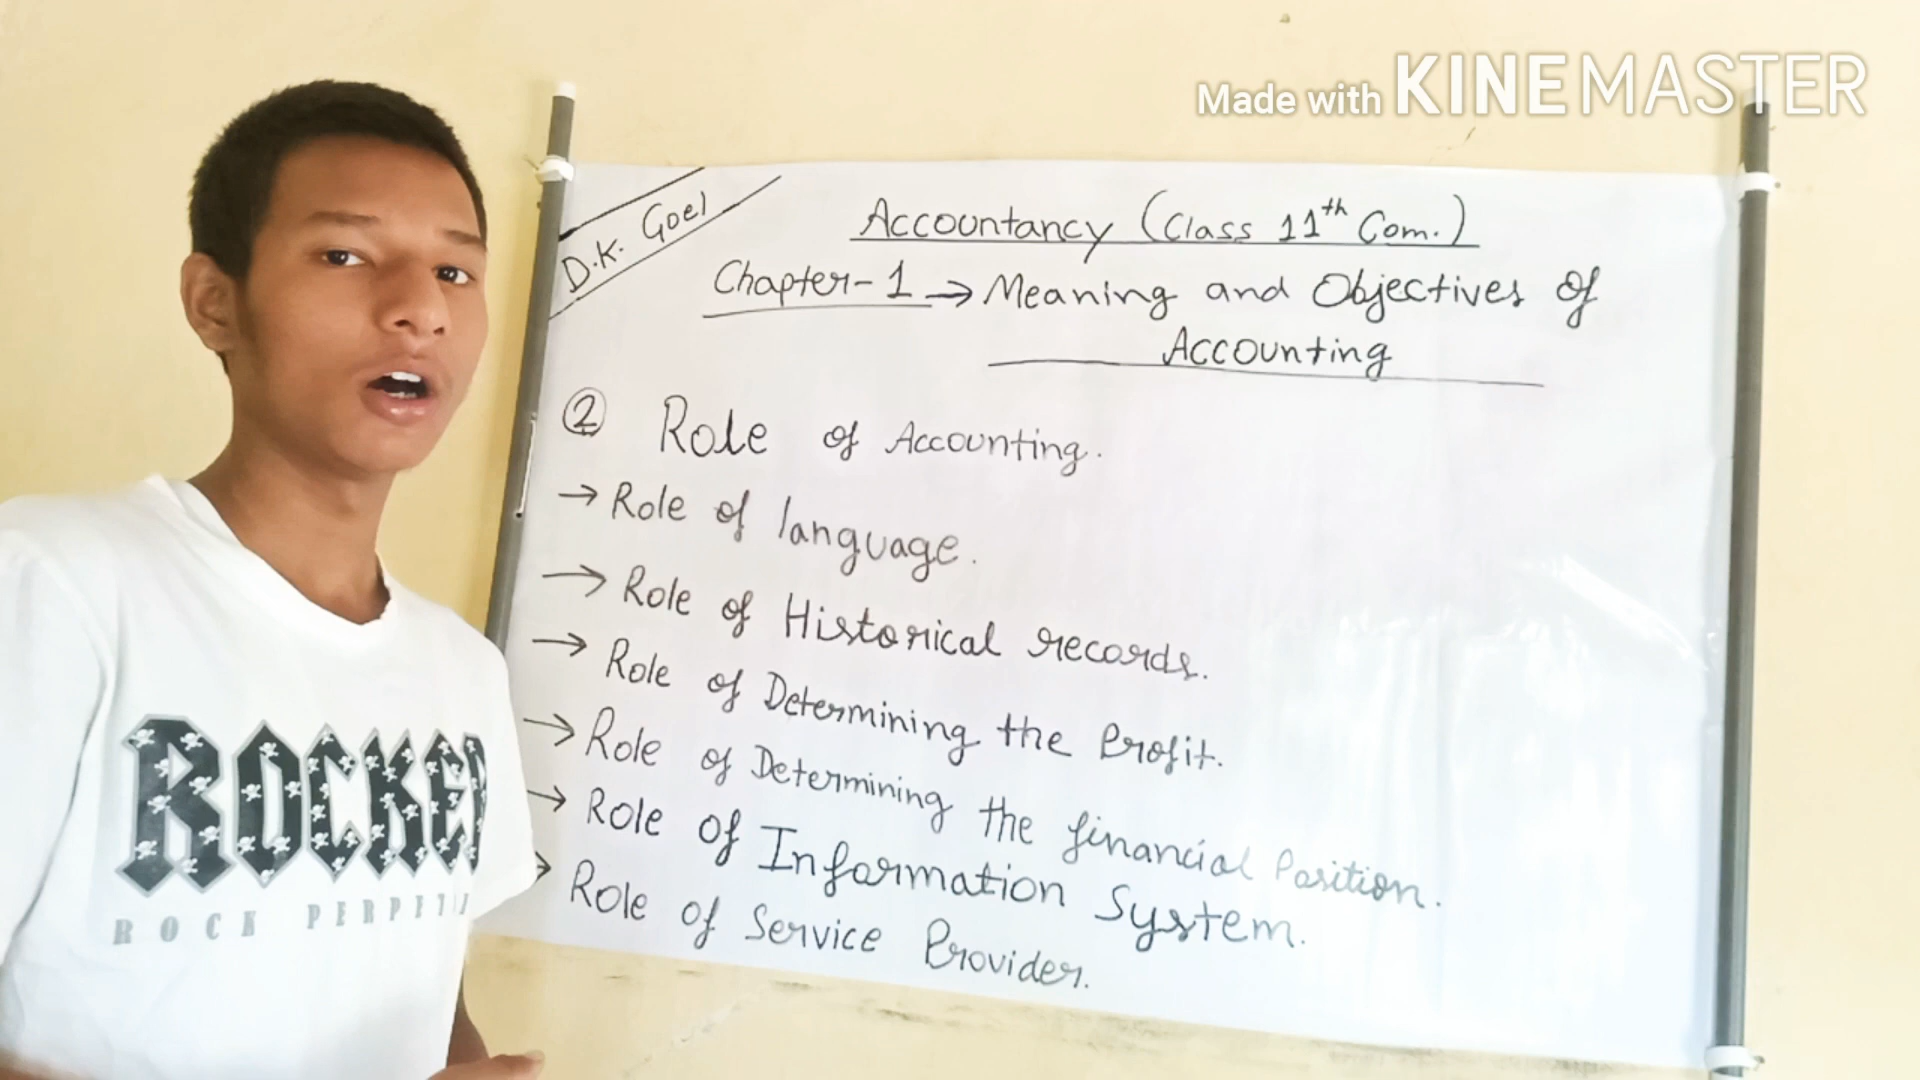 Made with KINEMASTER
D.K. Goel
Accountancy (Class 11th Com.)
Chapter-1 → Meaning and Objectives of
Accounting
② Role of Accounting.
→ Role of language.
→ Role of Historical records.
→ Role of Determining the Profit.
→ Role of Determining the financial Position.
→ Role of Information System.
→ Role of Service Provider.
ROCKER
ROCK